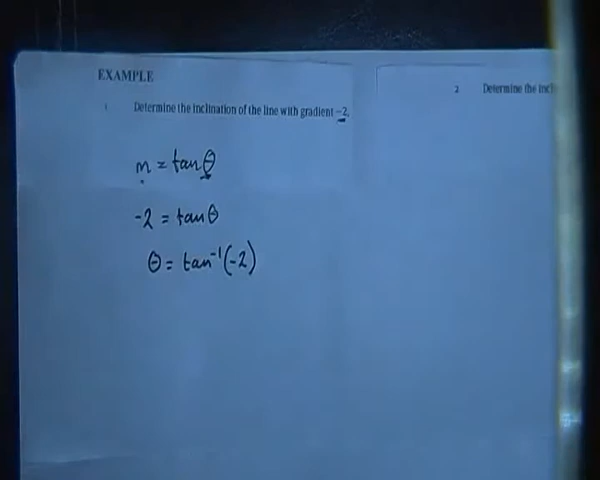 EXAMPLE
1 Determine the inclination of the line with gradient -2.
m = tanθ
-2 = tanθ
θ = tan⁻¹(-2)
2 Determine the incl